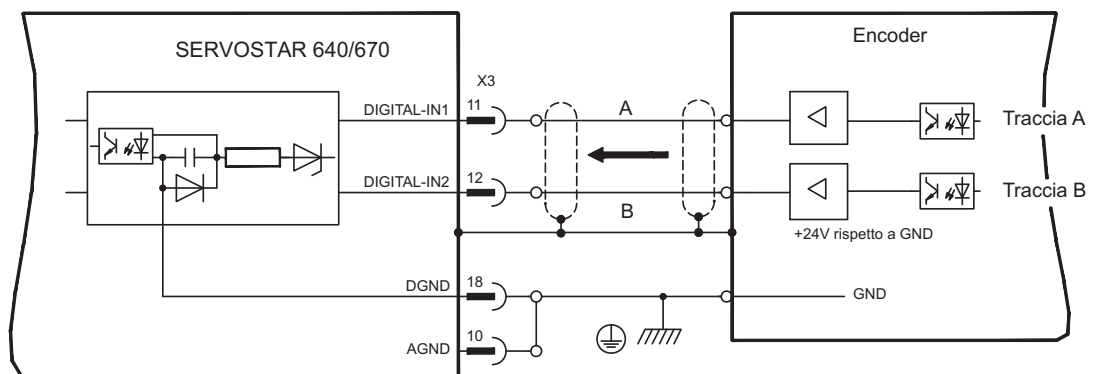 SERVOSTAR 640/670
Encoder
X3
DIGITAL-IN1
11
A
Traccia A
DIGITAL-IN2
12
B
Traccia B
+24V rispetto a GND
DGND
18
GND
AGND
10